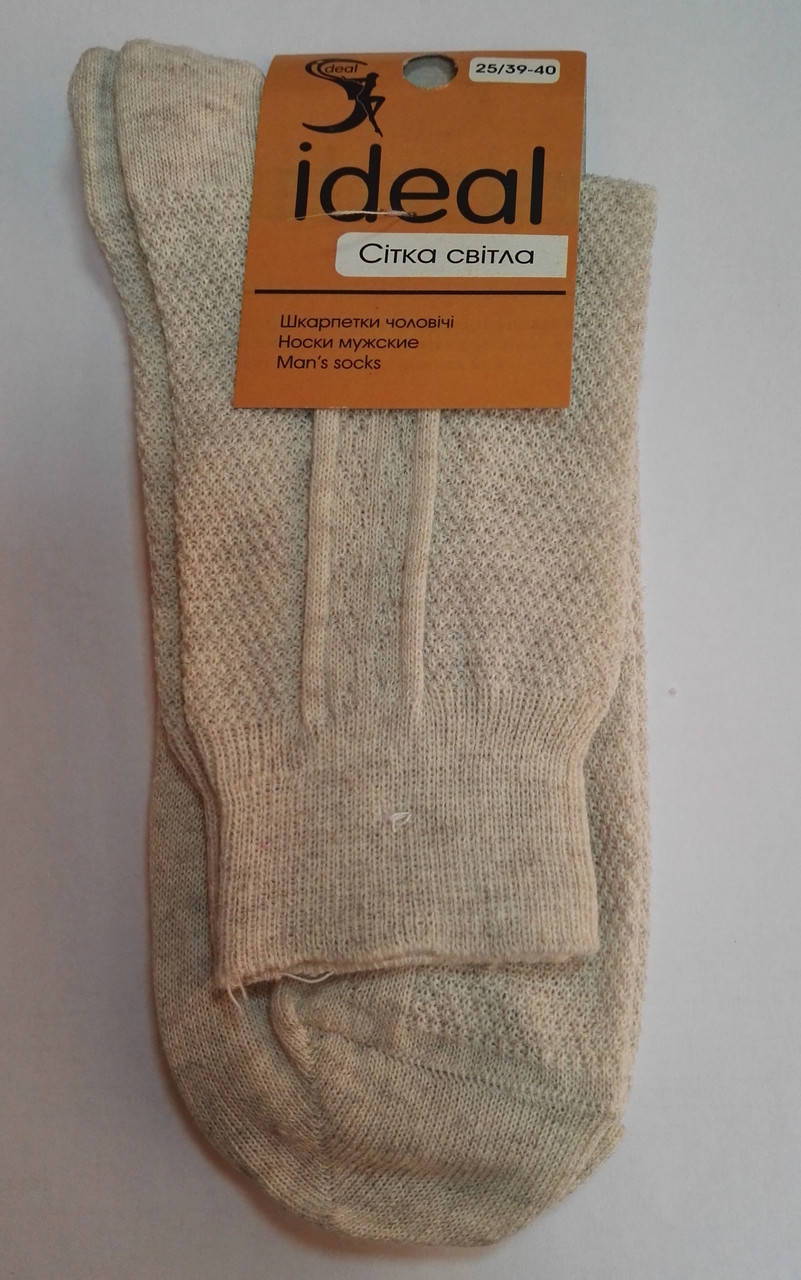 deal
25/39-40
ideal
Сітка світла
Шкарпетки чоловічі
Носки мужские
Man's socks